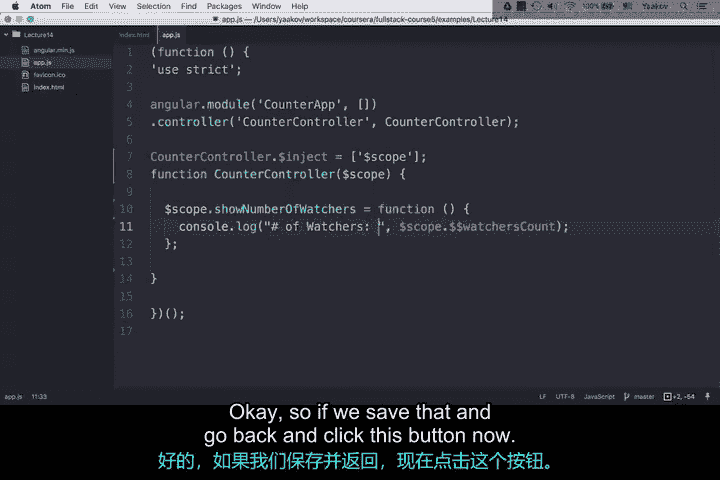 Atom File Edit View Selection Find Packages Window Help 100% Yaakov
app.js — /Users/yaakov/workspace/coursera/fullstack-course5/examples/Lecture14
Lecture14
angular.min.js
app.js
favicon.ico
index.html
index.html app.js
1 (function () {
2 'use strict';
3
4 angular.module('CounterApp', [])
5 .controller('CounterController', CounterController);
6
7 CounterController.$inject = ['$scope'];
8 function CounterController($scope) {
9
10 $scope.showNumberOfWatchers = function () {
11 console.log("# of Watchers: ", $scope.$$watchersCount);
12 };
13
14 }
15
16 })();
17
app.js 11:33 LF UTF-8 JavaScript master +2, -54
Okay, so if we save that and
go back and click this button now.
好的，如果我们保存并返回，现在点击这个按钮。